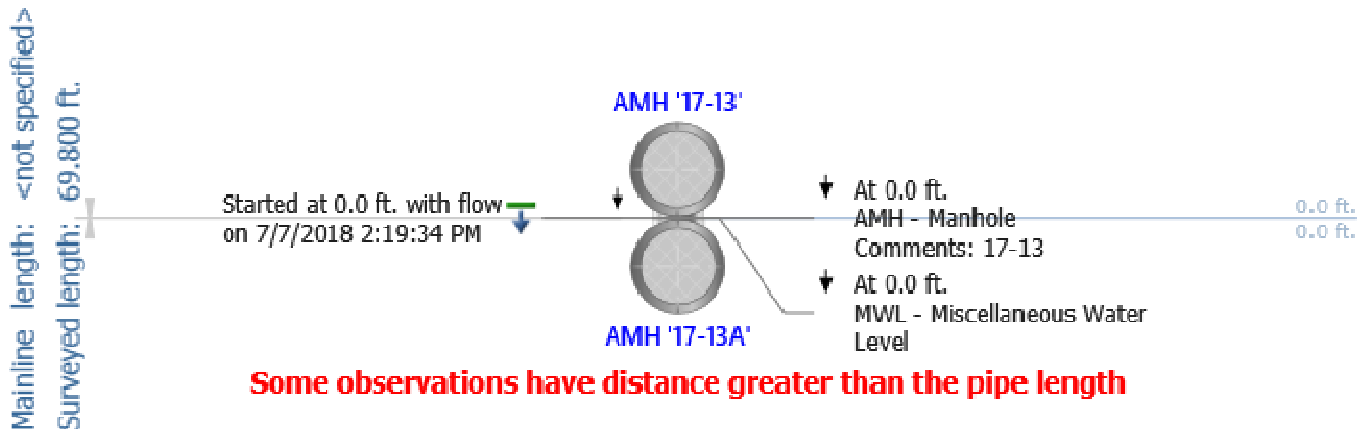 Mainline length: <not specified>
Surveyed length: 69.800 ft.
AMH '17-13'
Started at 0.0 ft. with flow
on 7/7/2018 2:19:34 PM
At 0.0 ft.
AMH - Manhole
Comments: 17-13
0.0 ft.
0.0 ft.
At 0.0 ft.
MWL - Miscellaneous Water
Level
AMH '17-13A'
Some observations have distance greater than the pipe length